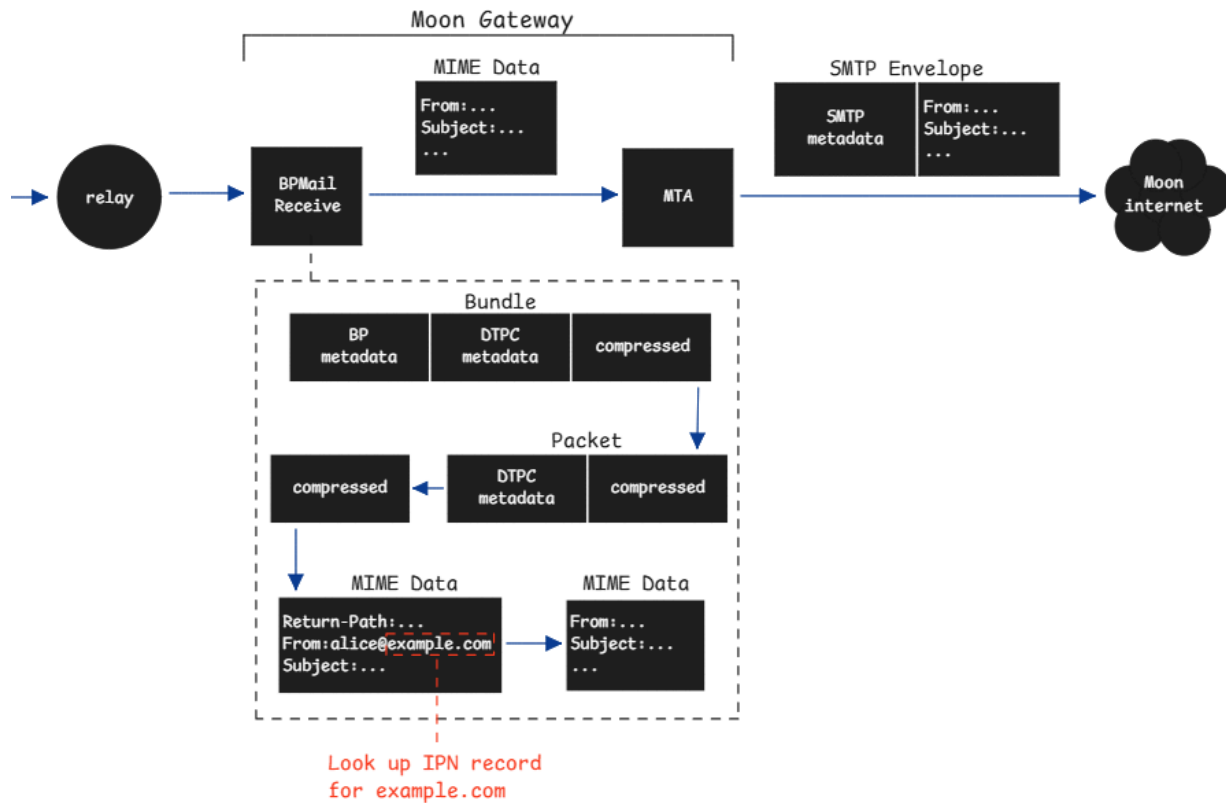 Moon Gateway
MIME Data
SMTP Envelope
From:...
Subject:...
...
SMTP
metadata
From:...
Subject:...
...
relay
BPMail
Receive
MTA
Moon
internet
Bundle
BP
metadata
DTPC
metadata
compressed
Packet
compressed
DTPC
metadata
compressed
MIME Data
MIME Data
Return-Path:...
From:alice@example.com
Subject:...
From:...
Subject:...
...
Look up IPN record
for example.com